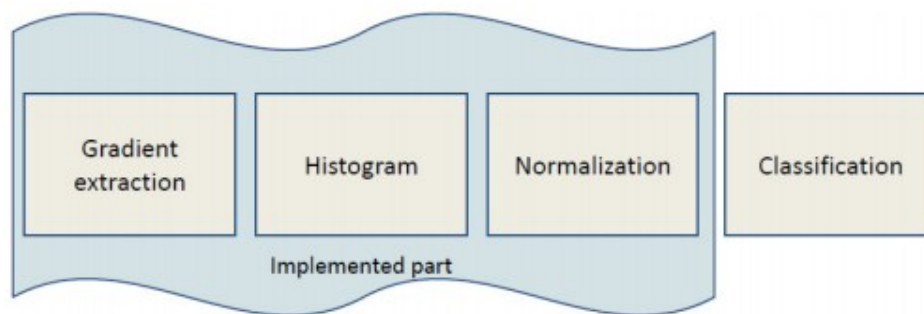 Gradient
extraction
Histogram
Normalization
Classification
Implemented part